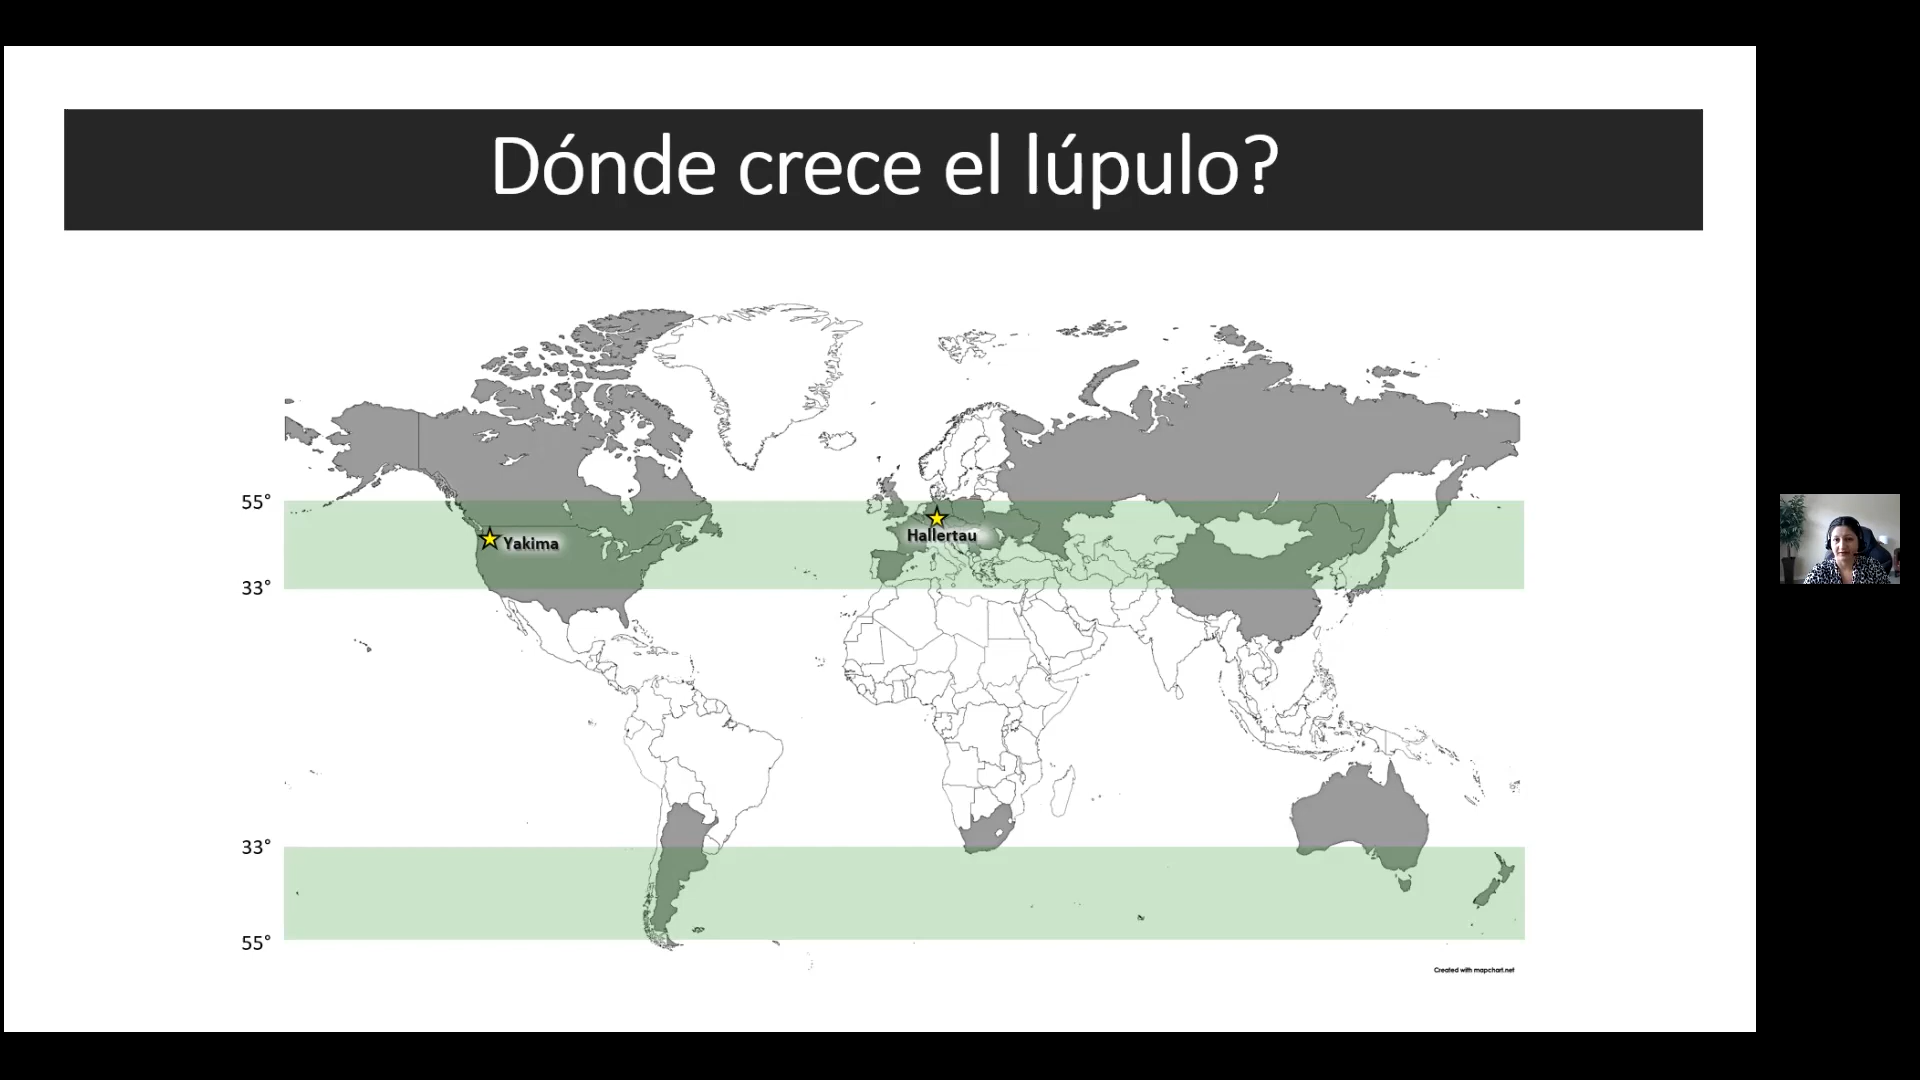 Dónde crece el lúpulo?
55°
Hallertau
Yakima
33°
33°
55°
Created with mapchart.net